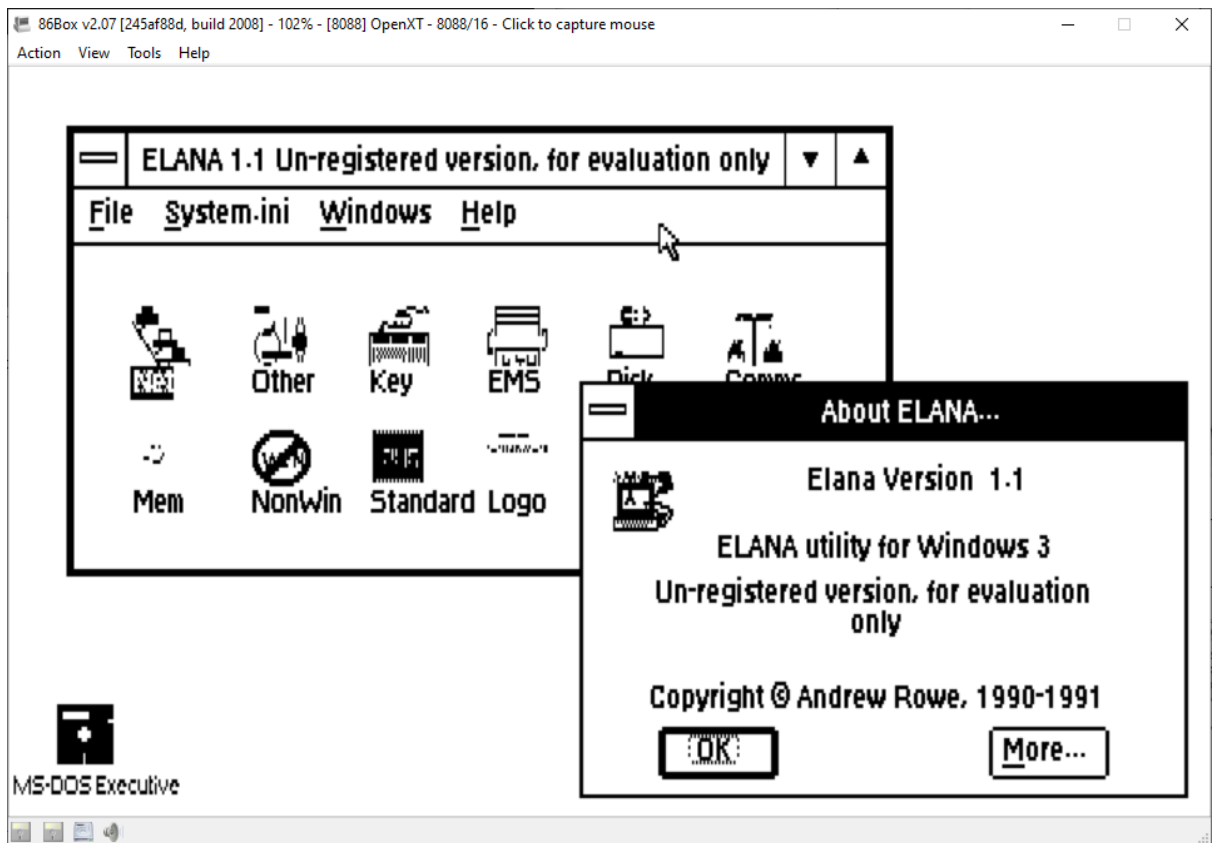 86Box v2.07 [245af88d, build 2008] - 102% - [8088] OpenXT - 8088/16 - Click to capture mouse
Action View Tools Help
ELANA 1.1 Un-registered version, for evaluation only
File System.ini Windows Help
Net Other Key EMS Disk Comms
Mem NonWin Standard Logo
About ELANA...
Elana Version 1.1
ELANA utility for Windows 3
Un-registered version, for evaluation
only
Copyright © Andrew Rowe, 1990-1991
OK More...
MS-DOS Executive